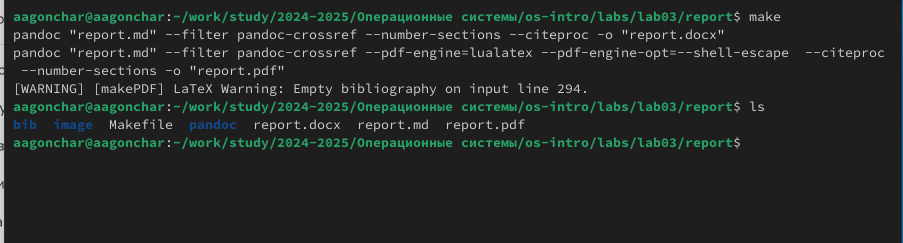 aagonchar@aagonchar:~/work/study/2024-2025/Операционные системы/os-intro/labs/lab03/report$ make
pandoc "report.md" --filter pandoc-crossref --number-sections --citeproc -o "report.docx"
pandoc "report.md" --filter pandoc-crossref --pdf-engine=lualatex --pdf-engine-opt=--shell-escape  --citeproc
 --number-sections -o "report.pdf"
[WARNING] [makePDF] LaTeX Warning: Empty bibliography on input line 294.
aagonchar@aagonchar:~/work/study/2024-2025/Операционные системы/os-intro/labs/lab03/report$ ls
bib  image  Makefile  pandoc  report.docx  report.md  report.pdf
aagonchar@aagonchar:~/work/study/2024-2025/Операционные системы/os-intro/labs/lab03/report$